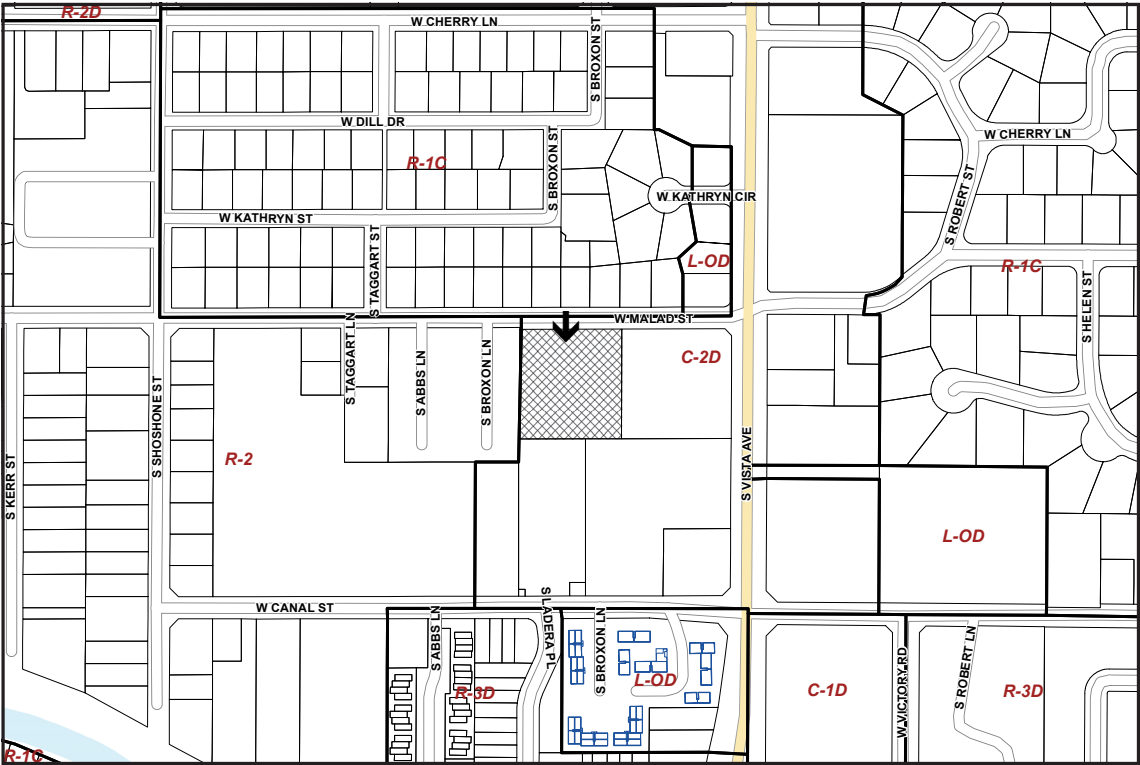 R-2D
W CHERRY LN
S BROXON ST
W DILL DR
W CHERRY LN
R-1C
S BROXON ST
S ROBERT ST
W KATHRYN CIR
W KATHRYN ST
S TAGGART ST
L-OD
R-1C
S HELEN ST
W MALAD ST
S TAGGART LN
S ABBS LN
S BROXON LN
C-2D
S SHOSHONE ST
S KERR ST
R-2
S VISTA AVE
L-OD
W CANAL ST
S ABBS LN
S LADERA PL
S BROXON LN
R-3D
L-OD
C-1D
W VICTORY RD
S ROBERT LN
R-3D
R-1C